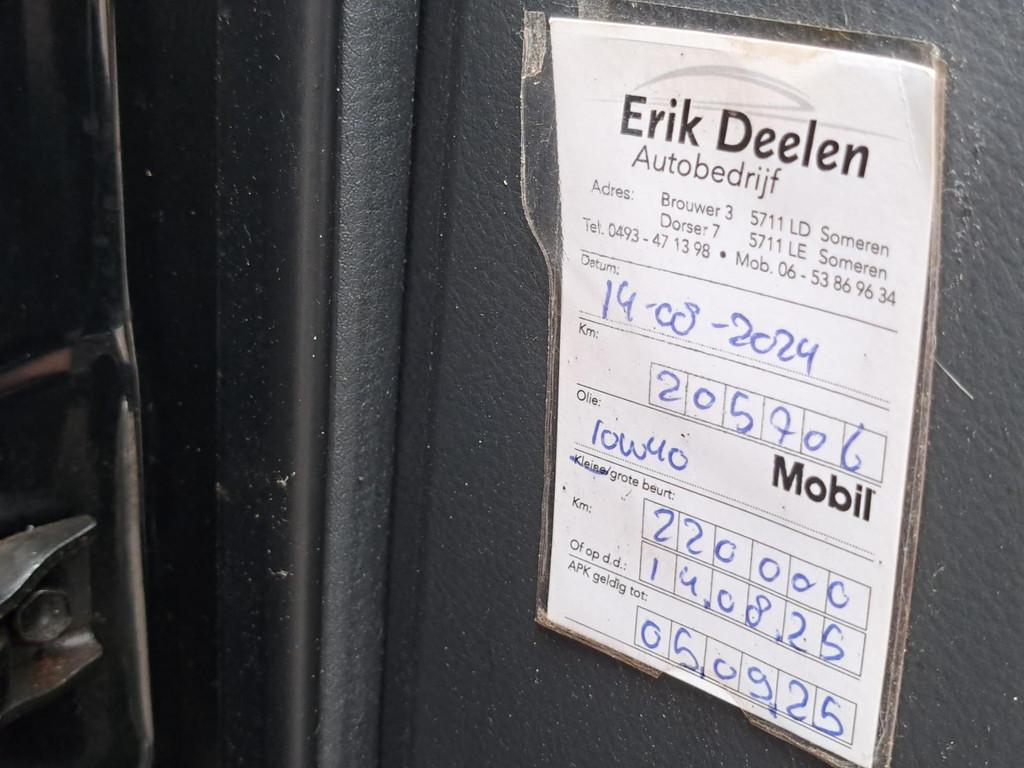 Erik Deelen
Autobedrijf
Adres: Brouwer 3 5711 LD Someren
Dorser 7 5711 LE Someren
Tel. 0493 - 47 13 98 • Mob. 06 - 53 86 96 34
Datum:
14-08-2024
Km:
205706
Olie:
10W40 Mobil
Kleine/grote beurt:
Km: 220000
Of op d.d.: 14.08.25
APK geldig tot:
05.09.25